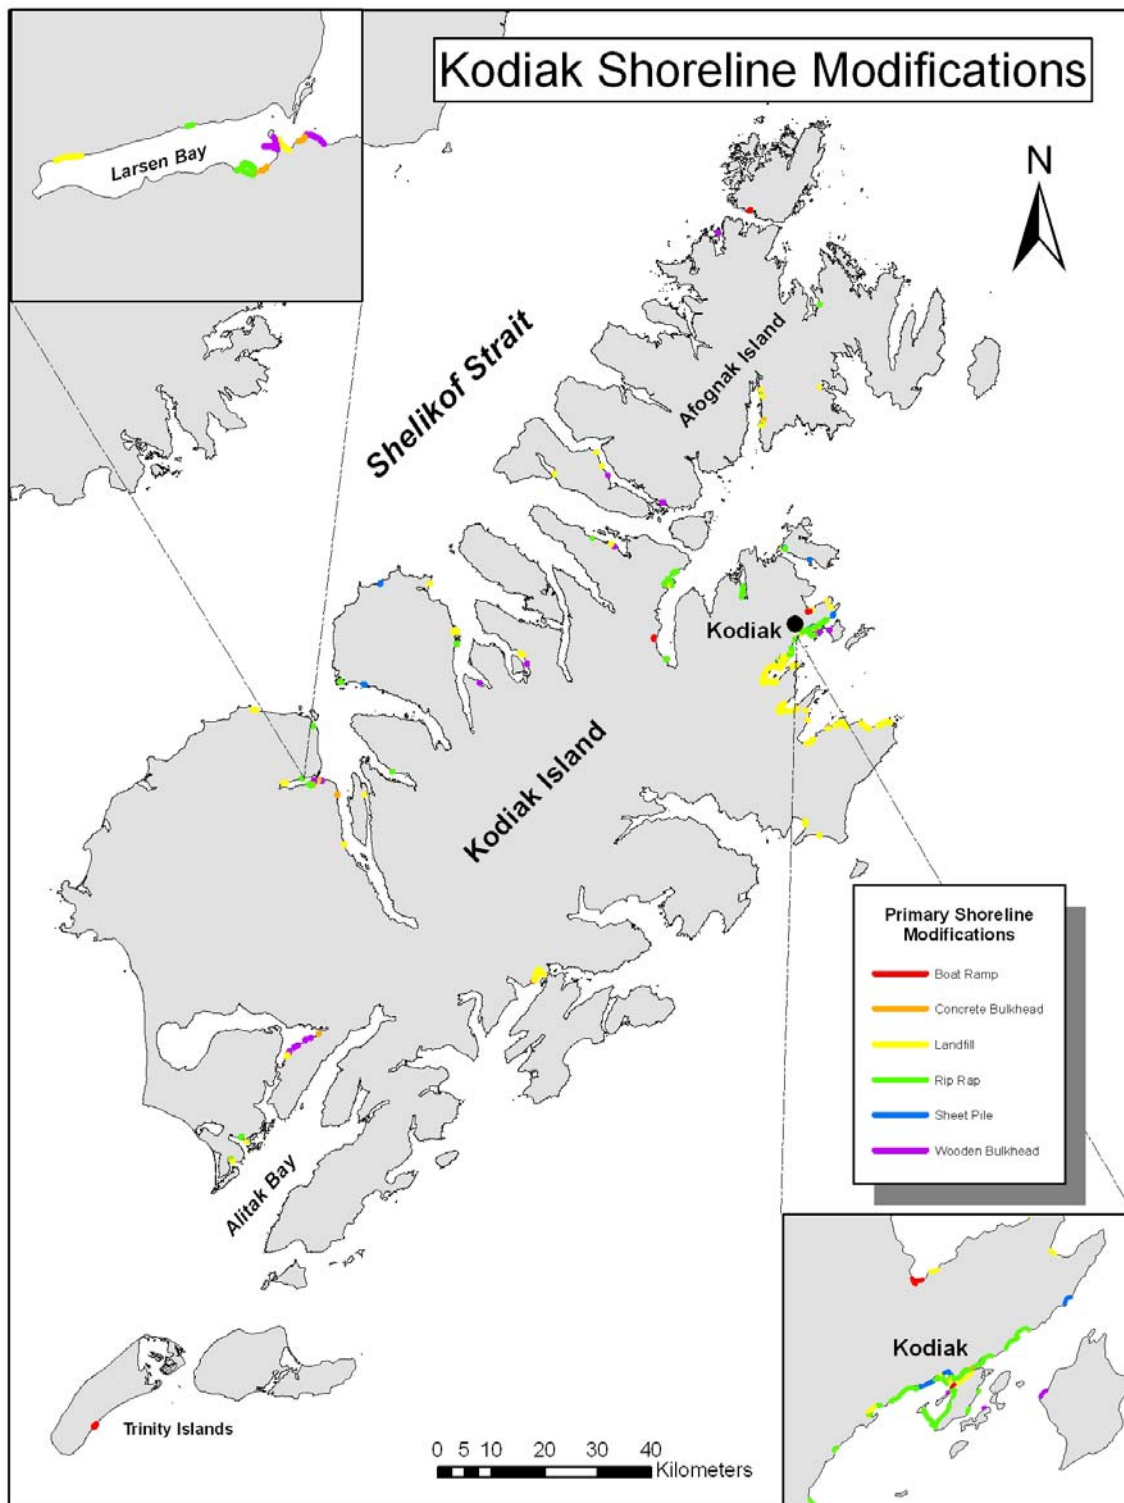 Kodiak Shoreline Modifications
Larsen Bay
N
Shelikof Strait
Afognak Island
Kodiak
Kodiak Island
Primary Shoreline
Modifications
Boat Ramp
Concrete Bulkhead
Landfill
Rip Rap
Sheet Pile
Wooden Bulkhead
Alitak Bay
Kodiak
Trinity Islands
0 5 10 20 30 40
Kilometers